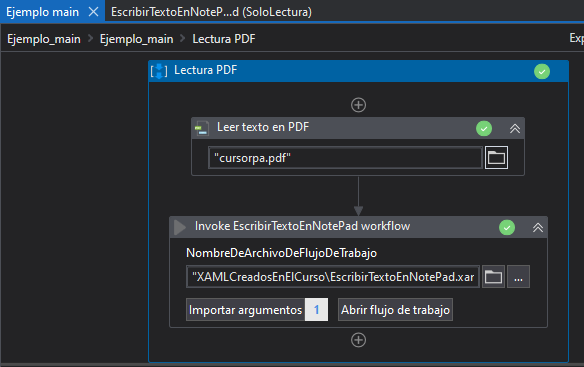 Ejemplo main
EscribirTextoEnNoteP...d (SoloLectura)
Ejemplo_main > Ejemplo_main > Lectura PDF
Exp
Lectura PDF
Leer texto en PDF
"cursorpa.pdf"
Invoke EscribirTextoEnNotePad workflow
NombreDeArchivoDeFlujoDeTrabajo
"XAMLCreadosEnElCurso\EscribirTextoEnNotePad.xar
...
Importar argumentos 1 Abrir flujo de trabajo